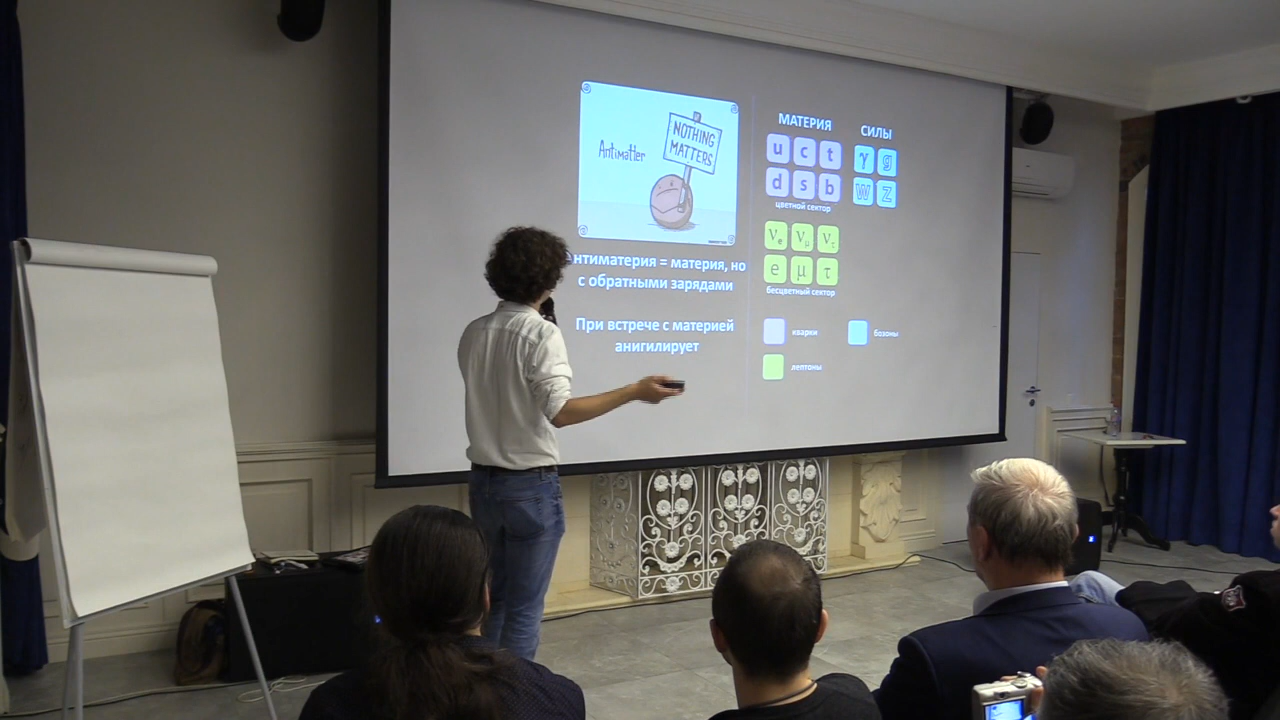 Antimatter
NOTHING
MATTERS
нтиматерия = материя, но
с обратными зарядами
При встрече с материей
анигилирует
МАТЕРИЯ
СИЛЫ
u c t
γ g
d s b
W Z
цветной сектор
νe νμ ντ
e μ τ
бесцветный сектор
кварки
бозоны
лептоны